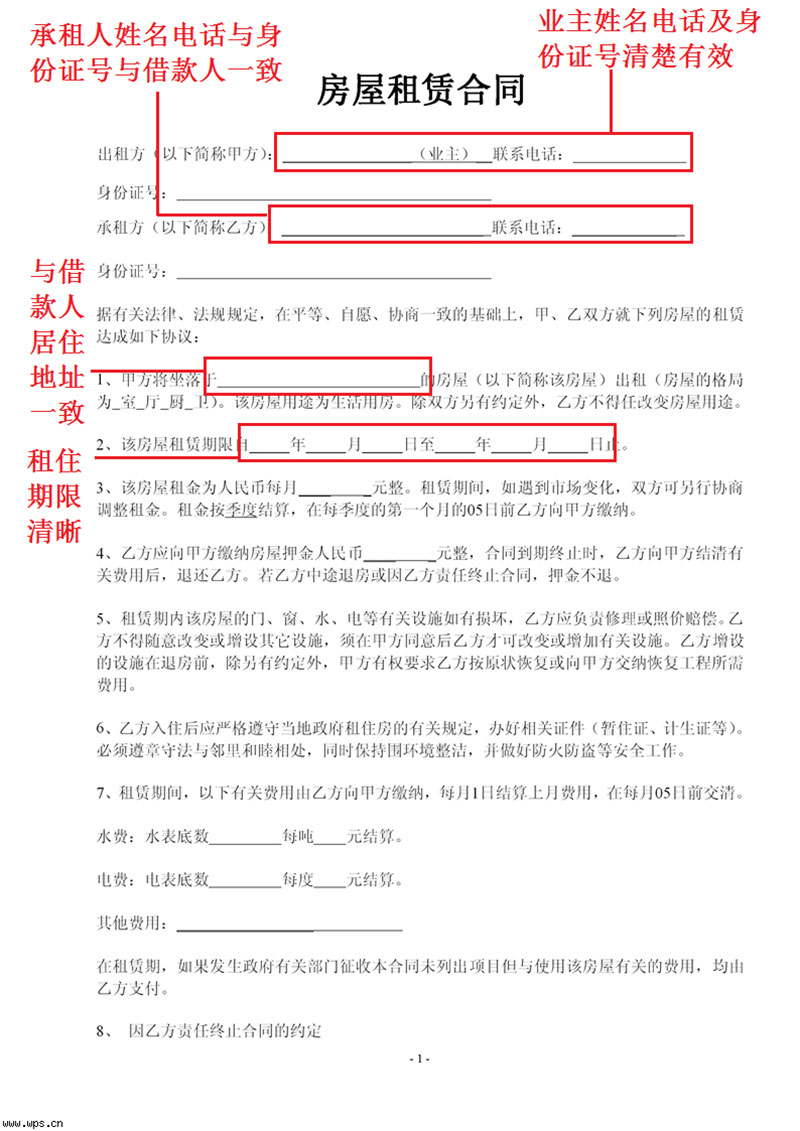 承租人姓名电话与身
份证号与借款人一致
业主姓名电话及身
份证号清楚有效
房屋租赁合同
出租方（以下简称甲方）：________________（业主）__联系电话：______________
身份证号：______________________________________
承租方（以下简称乙方）：__________________________联系电话：______________
身份证号：______________________________________
与借
款人
居住
地址
一致
据有关法律、法规规定，在平等、自愿、协商一致的基础上，甲、乙双方就下列房屋的租赁
达成如下协议：
1、甲方将坐落于_________________________的房屋（以下简称该房屋）出租（房屋的格局
为_室_厅_厨_卫）。该房屋用途为生活用房。除双方另有约定外，乙方不得任改变房屋用途。
租住
期限
清晰
2、该房屋租赁期限自_____年_____月_____日至_____年_____月_____日止。
3、该房屋租金为人民币每月_________元整。租赁期间，如遇到市场变化，双方可另行协商
调整租金。租金按季度结算，在每季度的第一个月的05日前乙方向甲方缴纳。
4、乙方应向甲方缴纳房屋押金人民币_________元整，合同到期终止时，乙方向甲方结清有
关费用后，退还乙方。若乙方中途退房或因乙方责任终止合同，押金不退。
5、租赁期内该房屋的门、窗、水、电等有关设施如有损坏，乙方应负责修理或照价赔偿。乙
方不得随意改变或增设其它设施，须在甲方同意后乙方才可改变或增加有关设施。乙方增设
的设施在退房前，除另有约定外，甲方有权要求乙方按原状恢复或向甲方交纳恢复工程所需
费用。
6、乙方入住后应严格遵守当地政府租住房的有关规定，办好相关证件（暂住证、计生证等）。
必须遵章守法与邻里和睦相处，同时保持围环境整洁，并做好防火防盗等安全工作。
7、租赁期间，以下有关费用由乙方向甲方缴纳，每月1日结算上月费用，在每月05日前交清。
水费：水表底数_________每吨____元结算。
电费：电表底数_________每度____元结算。
其他费用：____________________________
在租赁期，如果发生政府有关部门征收本合同未列出项目但与使用该房屋有关的费用，均由
乙方支付。
8、 因乙方责任终止合同的约定
- 1 -
www.wps.cn